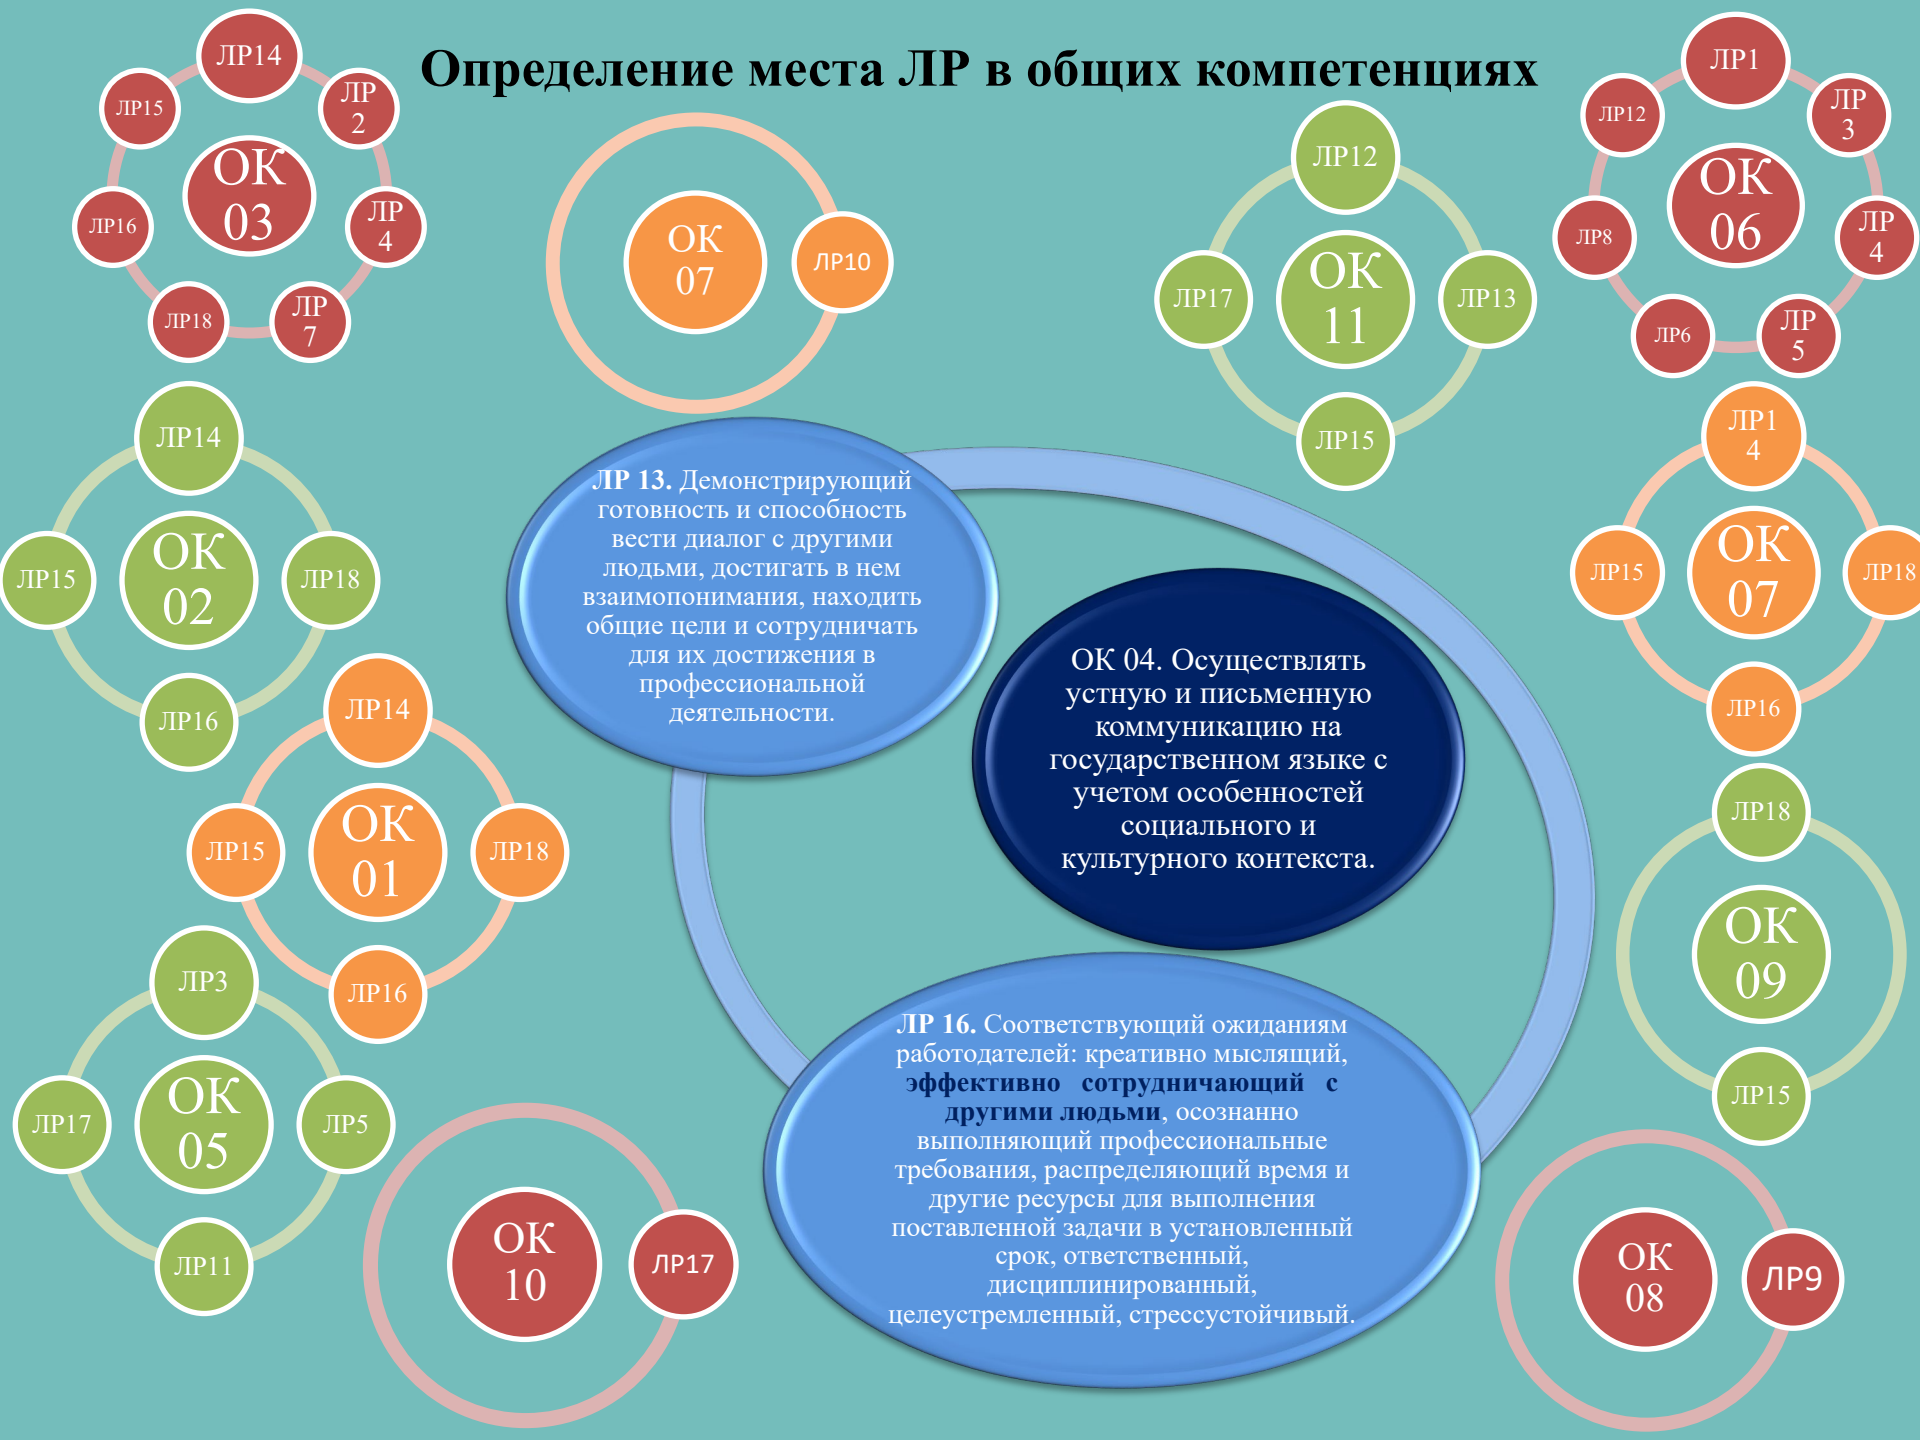 Определение места ЛР в общих компетенциях
ЛР14
ЛР
2
ЛР
4
ЛР
7
ЛР18
ЛР16
ЛР15
ОК
03
ОК
07
ЛР10
ЛР12
ЛР13
ЛР15
ЛР17
ОК
11
ЛР1
ЛР
3
ЛР
4
ЛР
5
ЛР6
ЛР8
ЛР12
ОК
06
ЛР14
ЛР18
ЛР16
ЛР15
ОК
02
ЛР 13. Демонстрирующий
готовность и способность
вести диалог с другими
людьми, достигать в нем
взаимопонимания, находить
общие цели и сотрудничать
для их достижения в
профессиональной
деятельности.
ОК 04. Осуществлять
устную и письменную
коммуникацию на
государственном языке с
учетом особенностей
социального и
культурного контекста.
ЛР1
4
ЛР18
ЛР16
ЛР15
ОК
07
ЛР14
ЛР18
ЛР16
ЛР15
ОК
01
ЛР18
ОК
09
ЛР15
ЛР3
ЛР5
ЛР11
ЛР17
ОК
05
ЛР 16. Соответствующий ожиданиям
работодателей: креативно мыслящий,
эффективно сотрудничающий с
другими людьми, осознанно
выполняющий профессиональные
требования, распределяющий время и
другие ресурсы для выполнения
поставленной задачи в установленный
срок, ответственный,
дисциплинированный,
целеустремленный, стрессустойчивый.
ОК
10
ЛР17
ОК
08
ЛР9